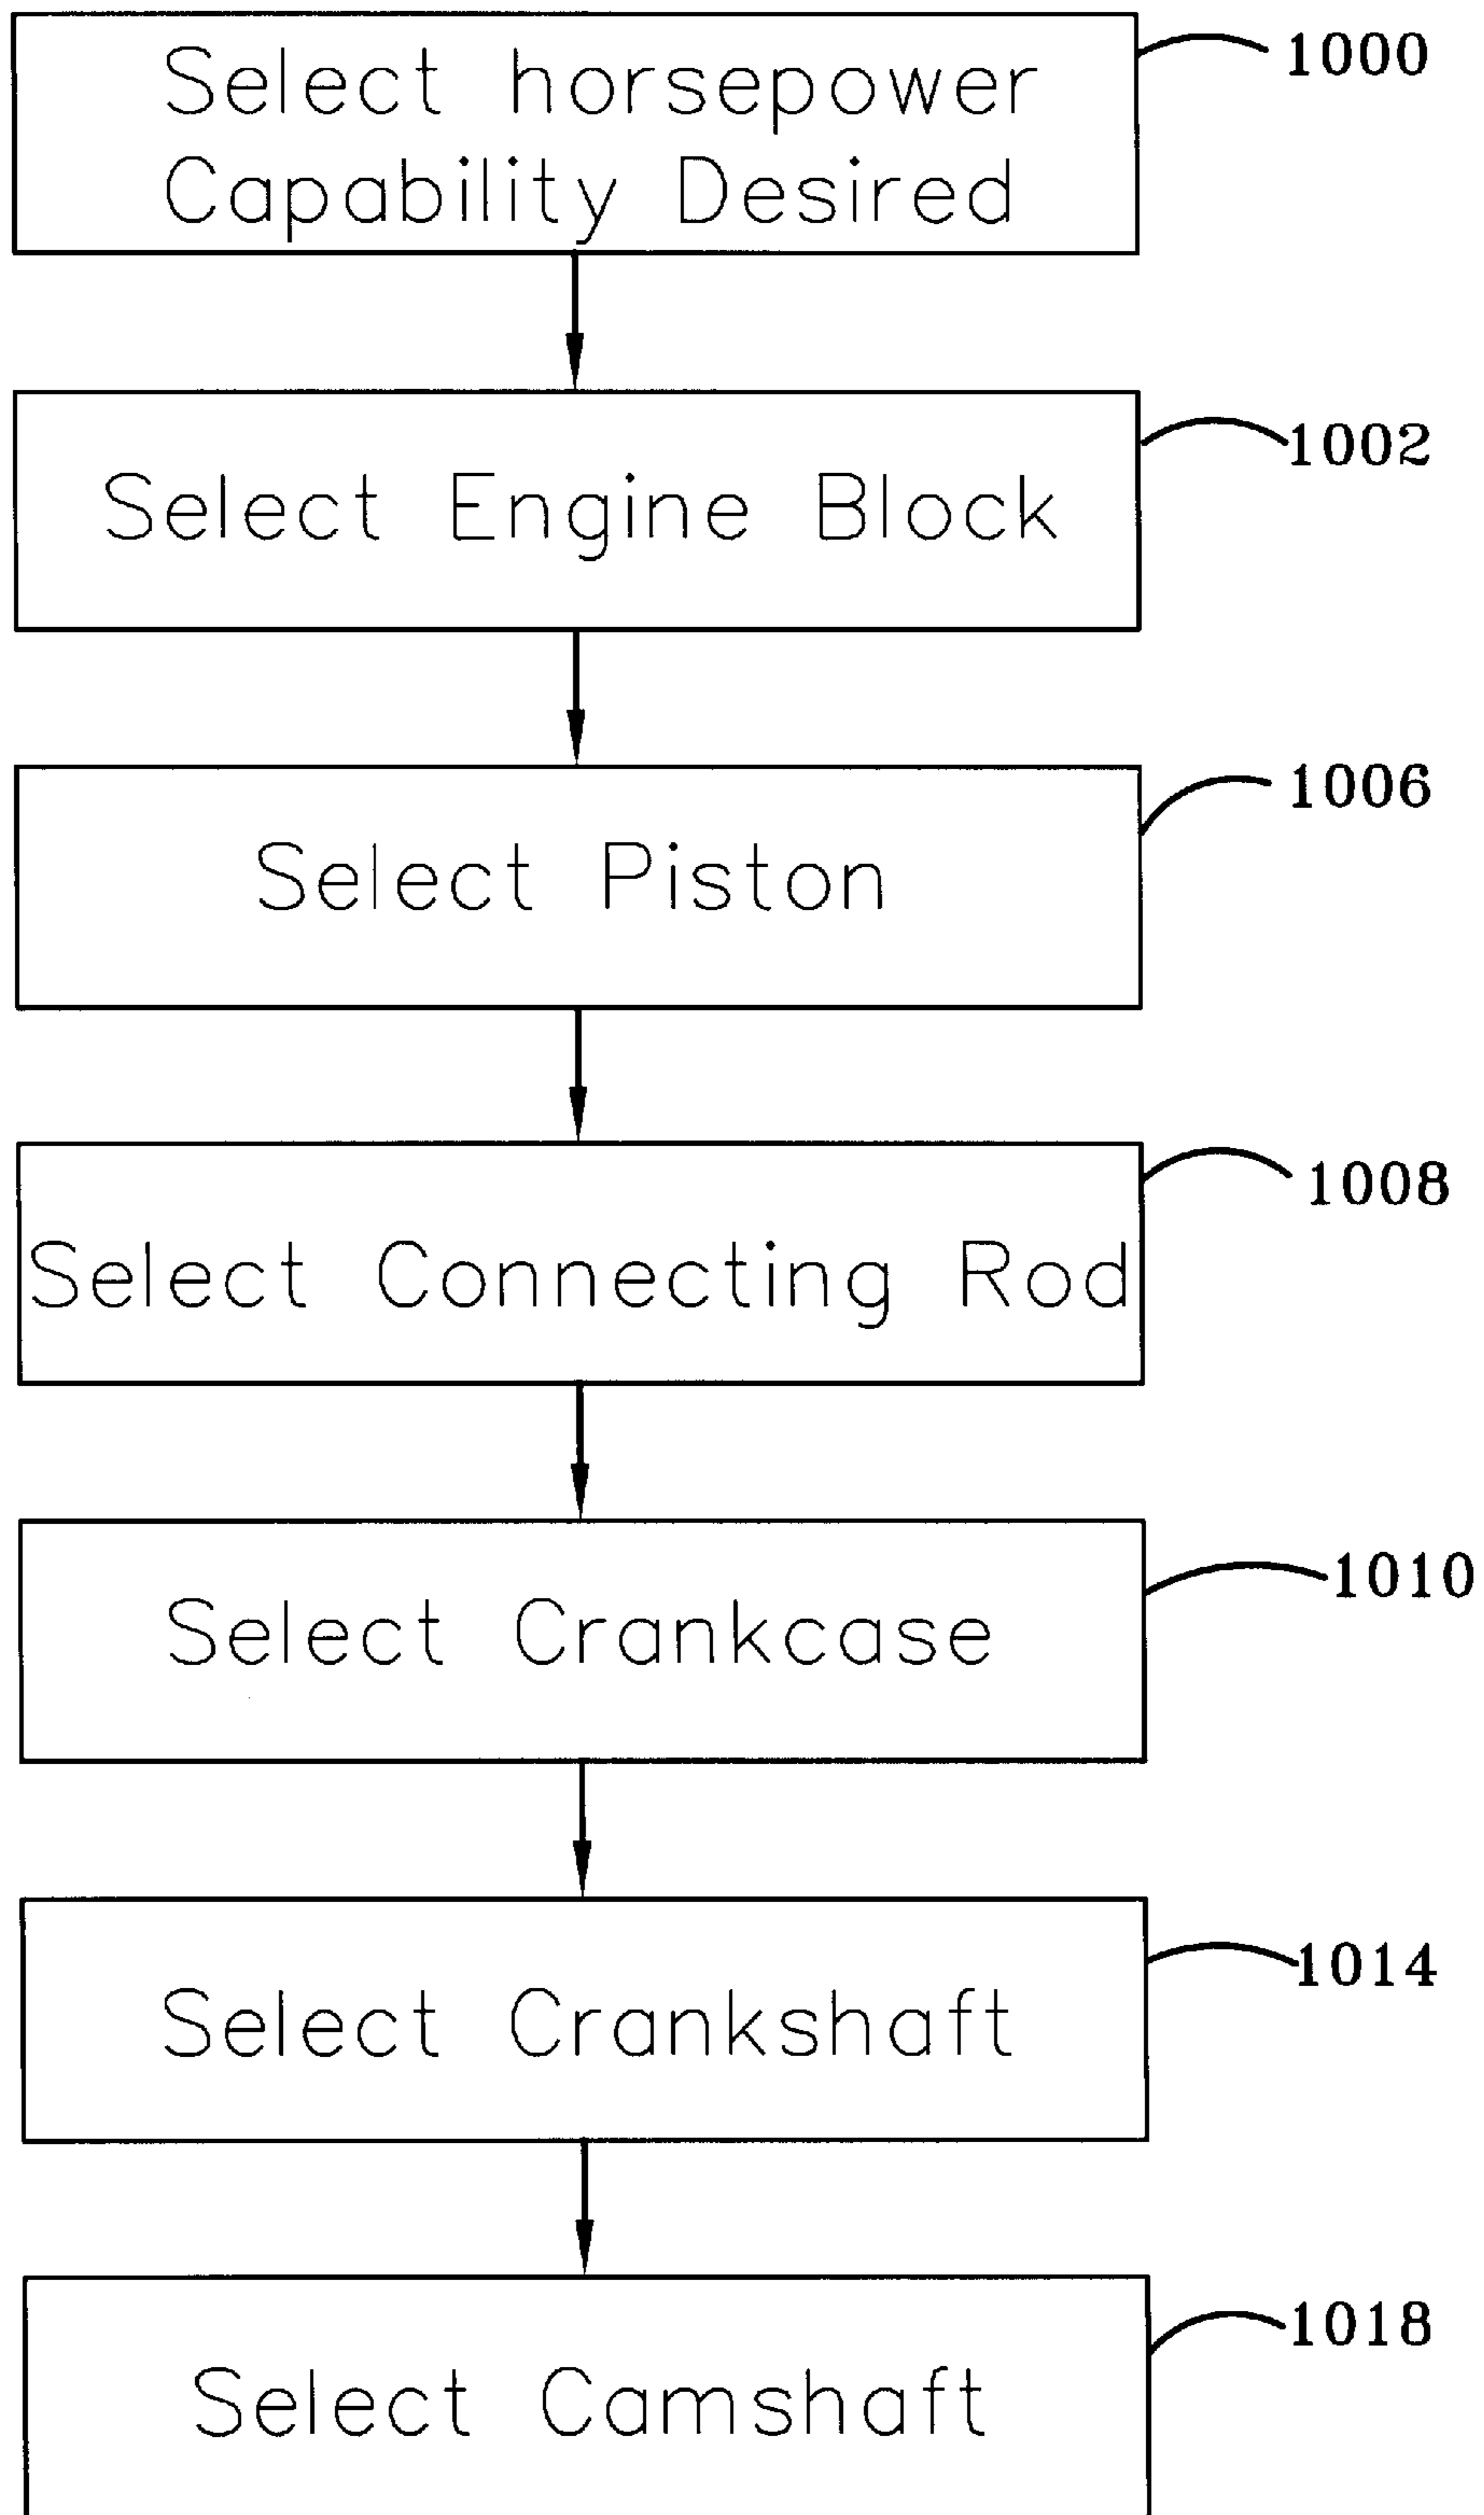 Select horsepower
Capability Desired
1000
Select Engine Block
1002
Select Piston
1006
Select Connecting Rod
1008
Select Crankcase
1010
Select Crankshaft
1014
Select Camshaft
1018